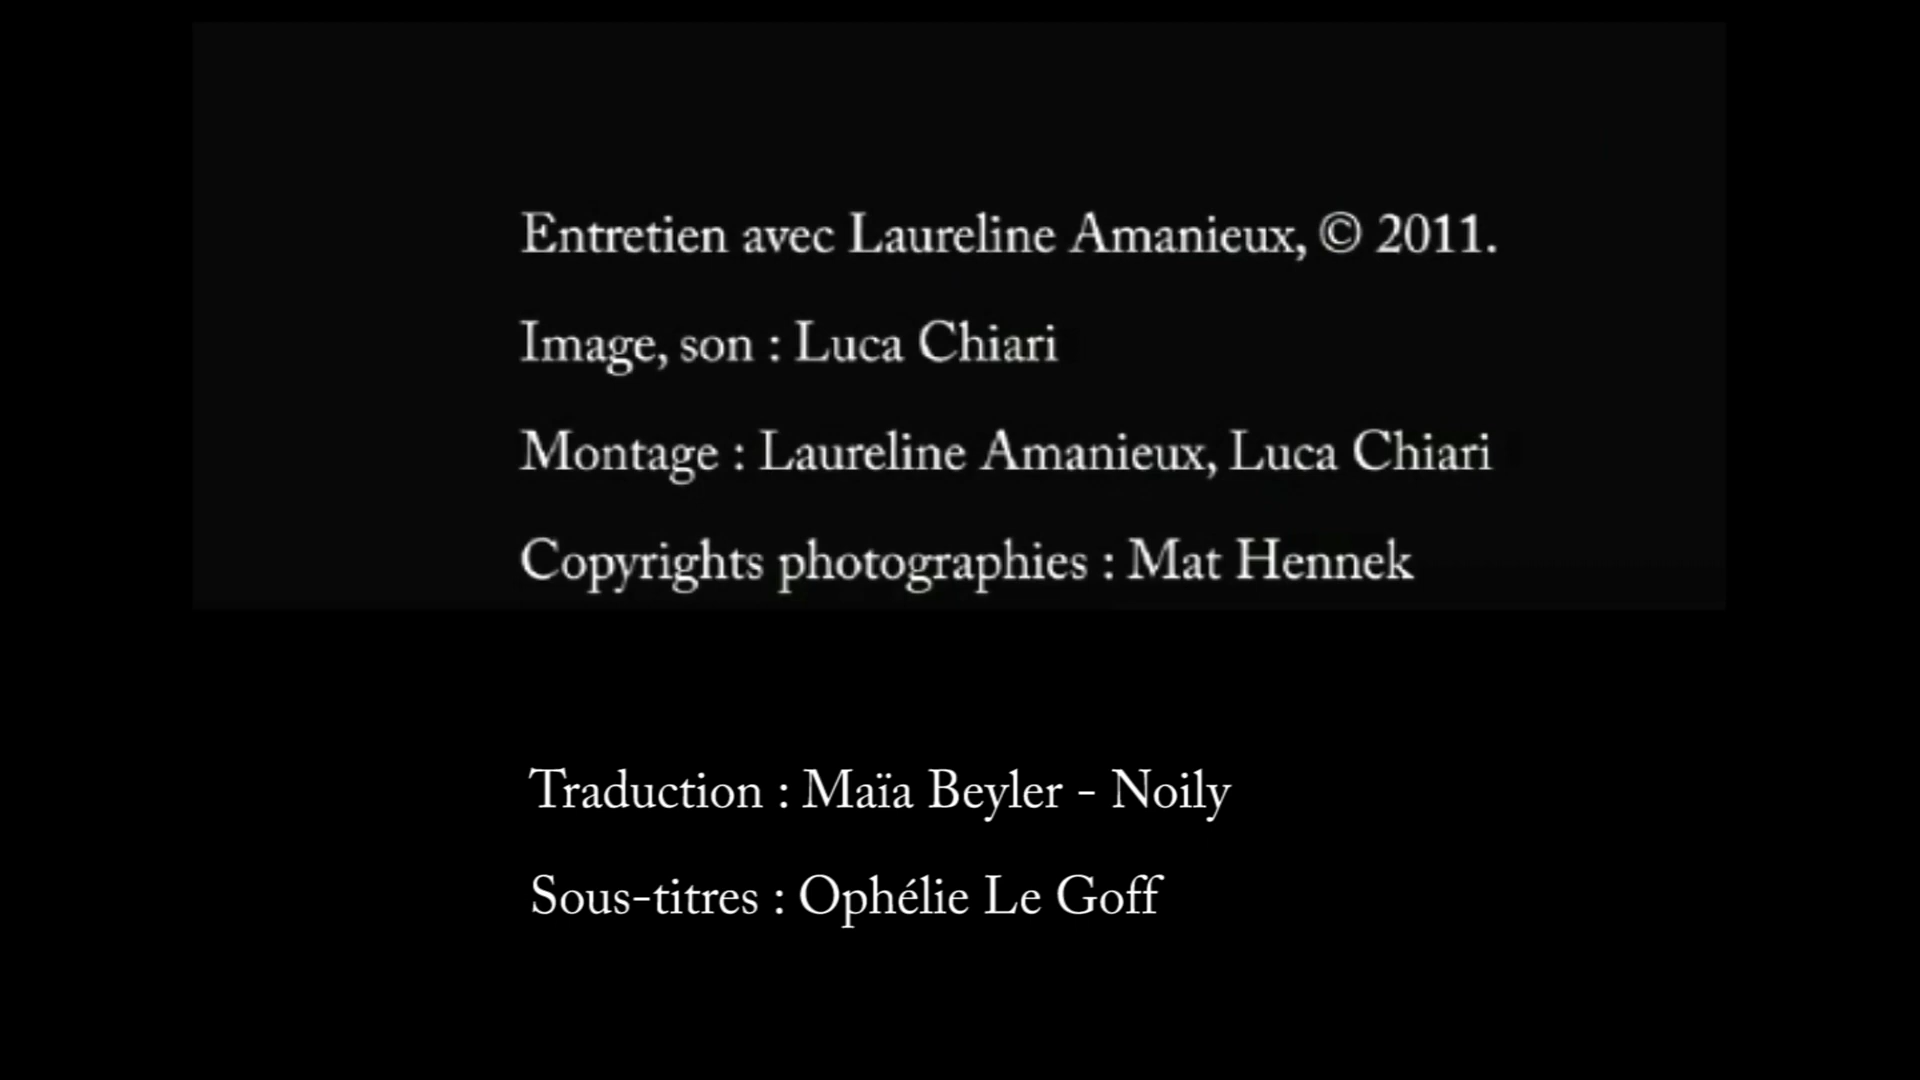 Entretien avec Laureline Amanieux, © 2011.
Image, son : Luca Chiari
Montage : Laureline Amanieux, Luca Chiari
Copyrights photographies : Mat Hennek
Traduction : Maïa Beyler - Noily
Sous-titres : Ophélie Le Goff